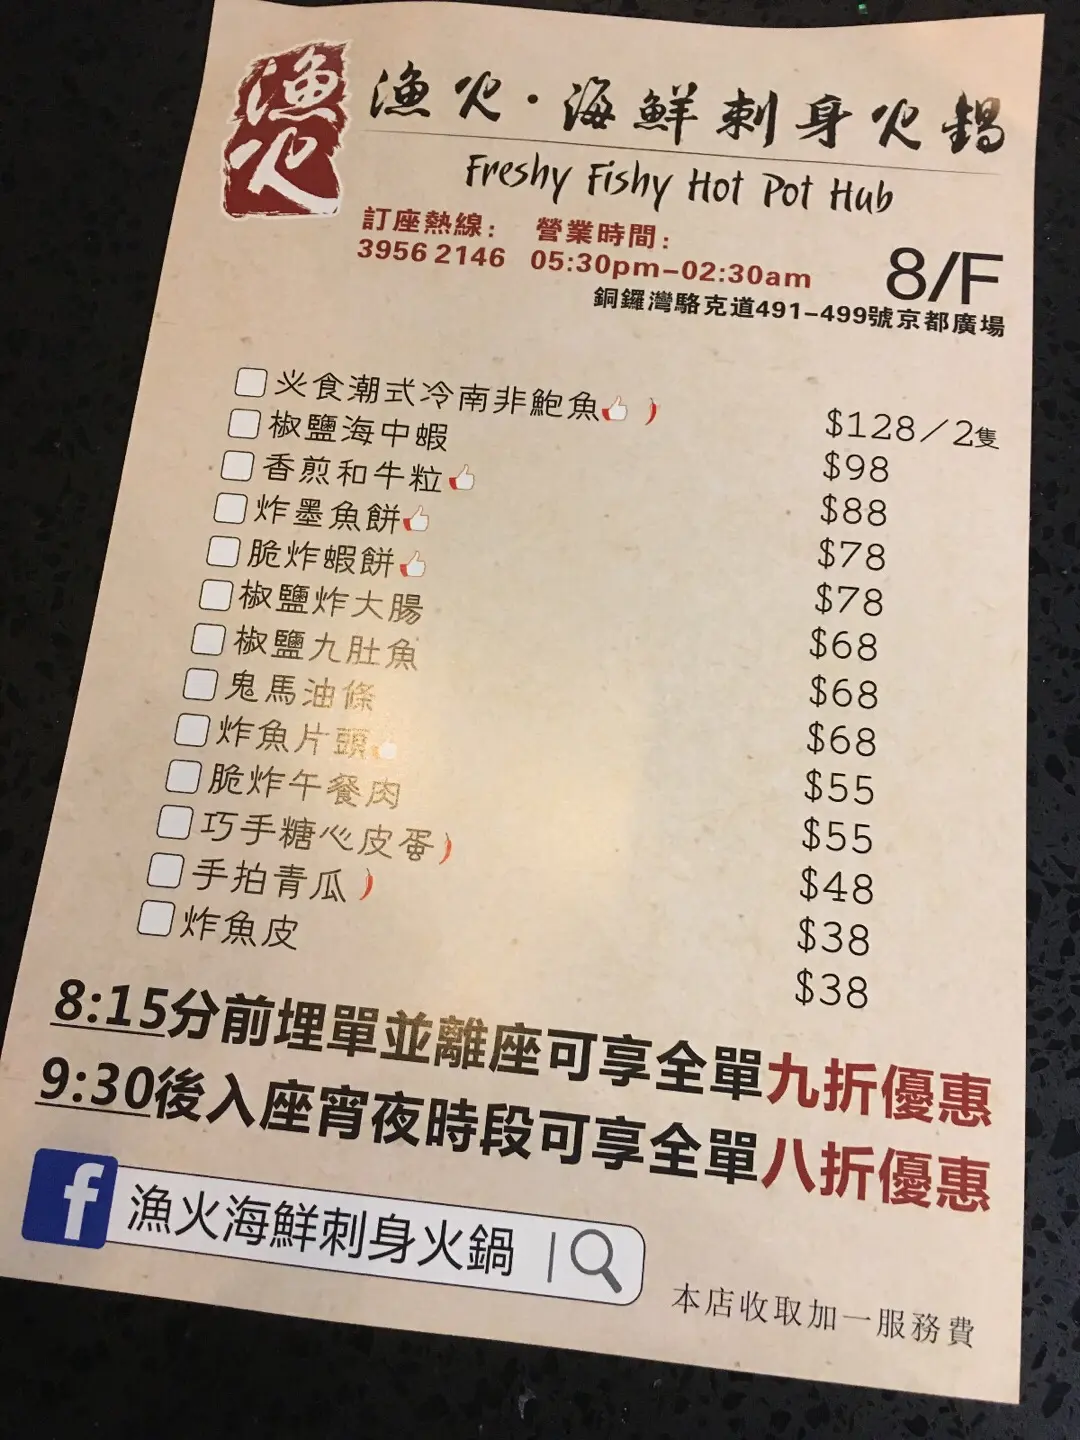 漁火
漁火·海鮮刺身火鍋
Freshy Fishy Hot Pot Hub
訂座熱線: 營業時間:
3956 2146 05:30pm-02:30am
8/F
銅鑼灣駱克道491-499號京都廣場
必食潮式冷南非鮑魚 $128/2隻
椒鹽海中蝦 $98
香煎和牛粒 $88
炸墨魚餅 $78
脆炸蝦餅 $78
椒鹽炸大腸 $68
椒鹽九肚魚 $68
鬼馬油條 $68
炸魚片頭 $55
脆炸午餐肉 $55
巧手糖心皮蛋 $48
手拍青瓜 $38
炸魚皮 $38
8:15分前埋單並離座可享全單九折優惠
9:30後入座宵夜時段可享全單八折優惠
f 漁火海鮮刺身火鍋
本店收取加一服務費